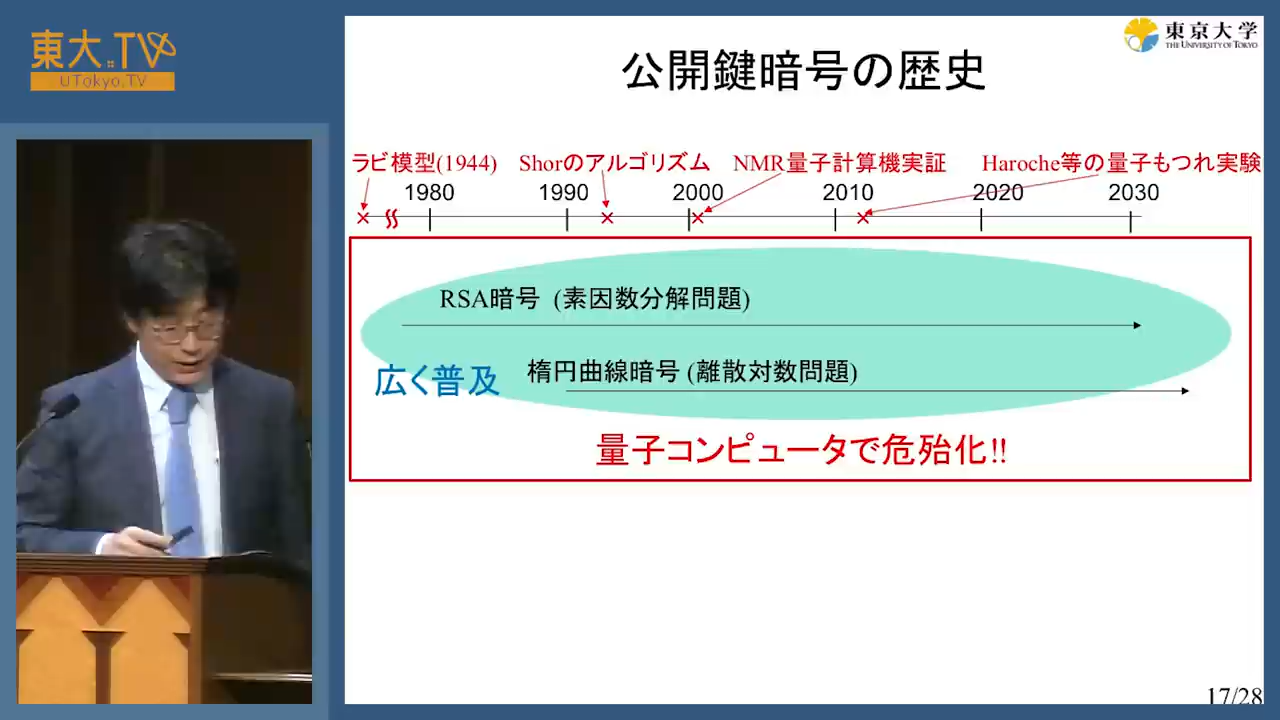 東大.TV
UTokyo.TV
東京大学
THE UNIVERSITY OF TOKYO
公開鍵暗号の歴史
ラビ模型(1944) Shorのアルゴリズム NMR量子計算機実証 Haroche等の量子もつれ実験
1980 1990 2000 2010 2020 2030
RSA暗号 (素因数分解問題)
広く普及 楕円曲線暗号 (離散対数問題)
量子コンピュータで危殆化!!
17/28